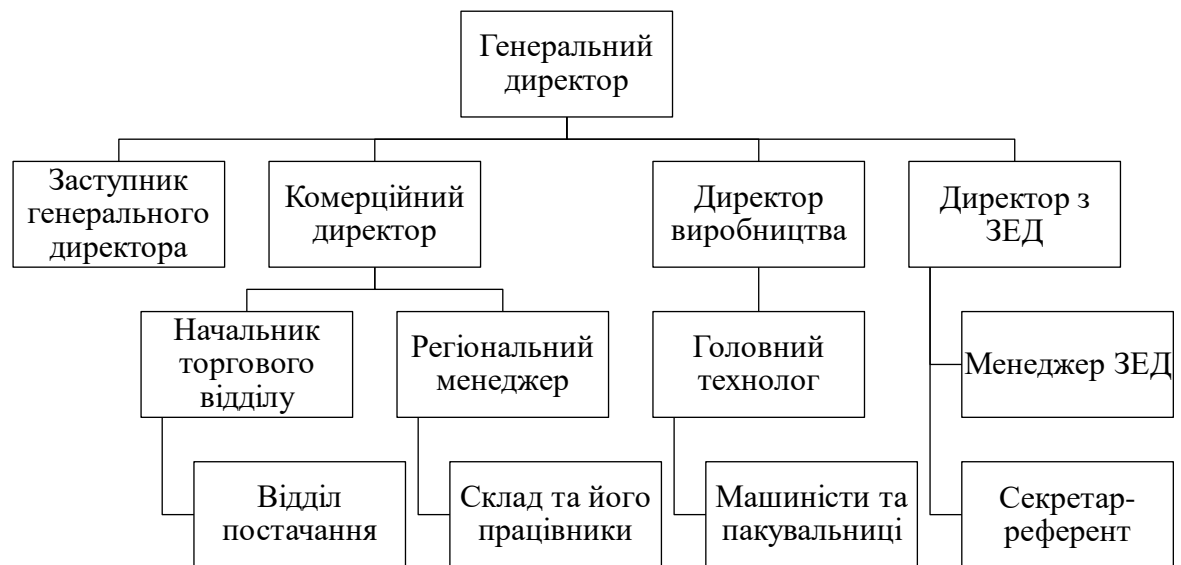 Генеральний
директор
Заступник
генерального
директора
Комерційний
директор
Директор
виробництва
Директор з
ЗЕД
Начальник
торгового
відділу
Регіональний
менеджер
Головний
технолог
Менеджер ЗЕД
Відділ
постачання
Склад та його
працівники
Машиністи та
пакувальниці
Секретар-
референт